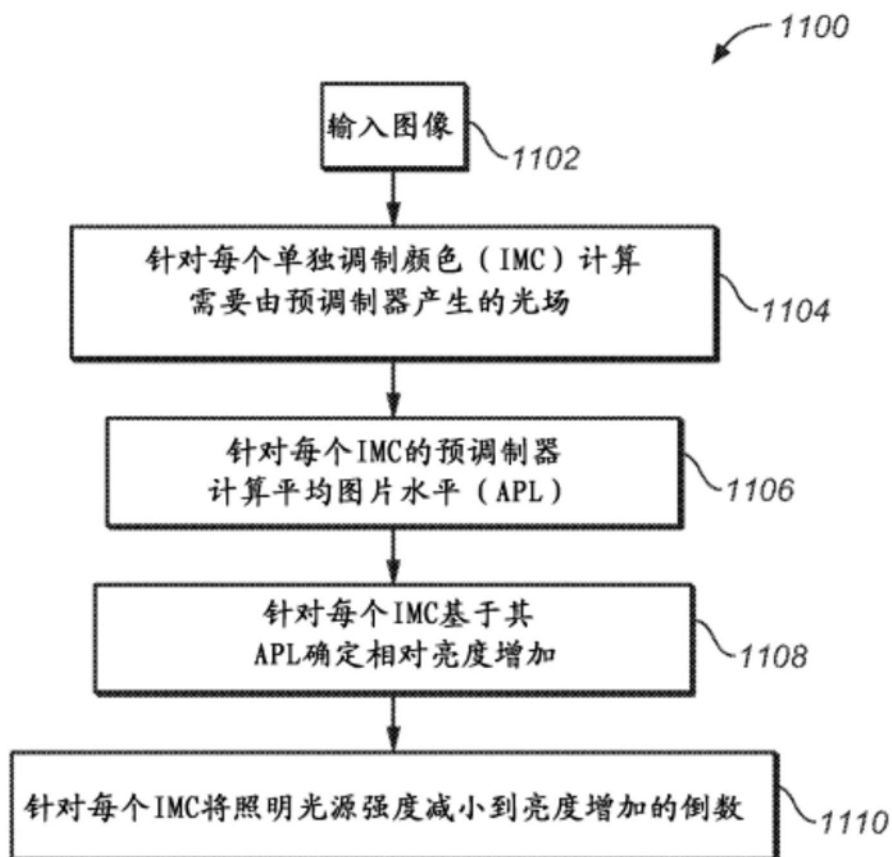 1100
输入图像
1102
针对每个单独调制颜色（IMC）计算
需要由预调制器产生的光场
1104
针对每个IMC的预调制器
计算平均图片水平（APL）
1106
针对每个IMC基于其
APL确定相对亮度增加
1108
针对每个IMC将照明光源强度减小到亮度增加的倒数
1110